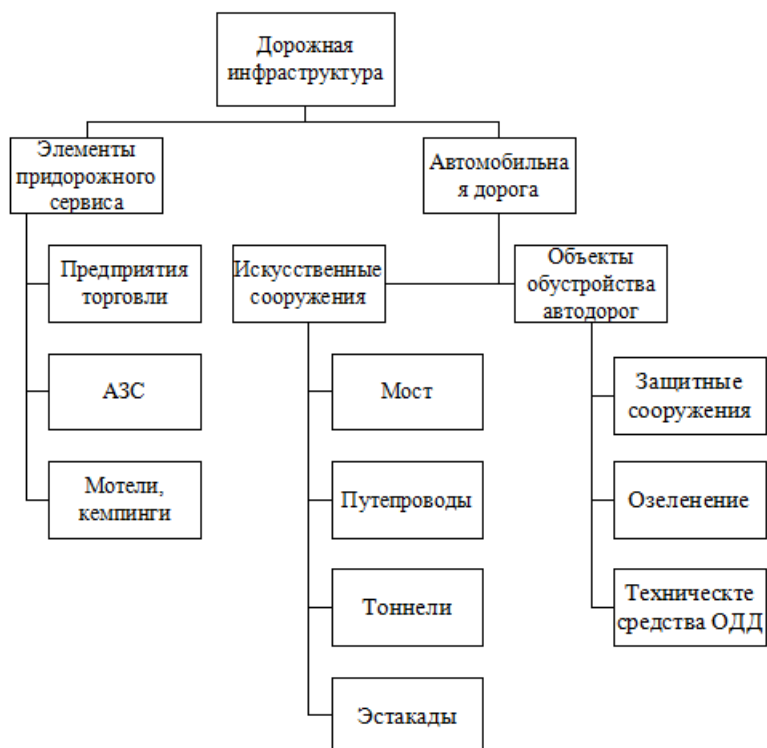 Дорожная
инфраструктура
Элементы
придорожного
сервиса
Автомобильна
я дорога
Предприятия
торговли
Искусственные
сооружения
Объекты
обустройства
автодорог
АЗС
Мост
Защитные
сооружения
Мотели,
кемпинги
Путепроводы
Озеленение
Тоннели
Техническте
средства ОДД
Эстакады